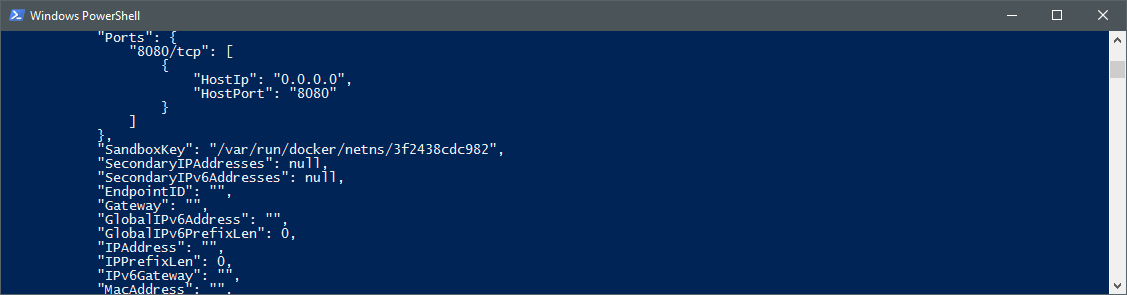 Windows PowerShell
"Ports": {
"8080/tcp": [
{
"HostIp": "0.0.0.0",
"HostPort": "8080"
}
]
},
"SandboxKey": "/var/run/docker/netns/3f2438cdc982",
"SecondaryIPAddresses": null,
"SecondaryIPv6Addresses": null,
"EndpointID": "",
"Gateway": "",
"GlobalIPv6Address": "",
"GlobalIPv6PrefixLen": 0,
"IPAddress": "",
"IPPrefixLen": 0,
"IPv6Gateway": "",
"MacAddress": "",